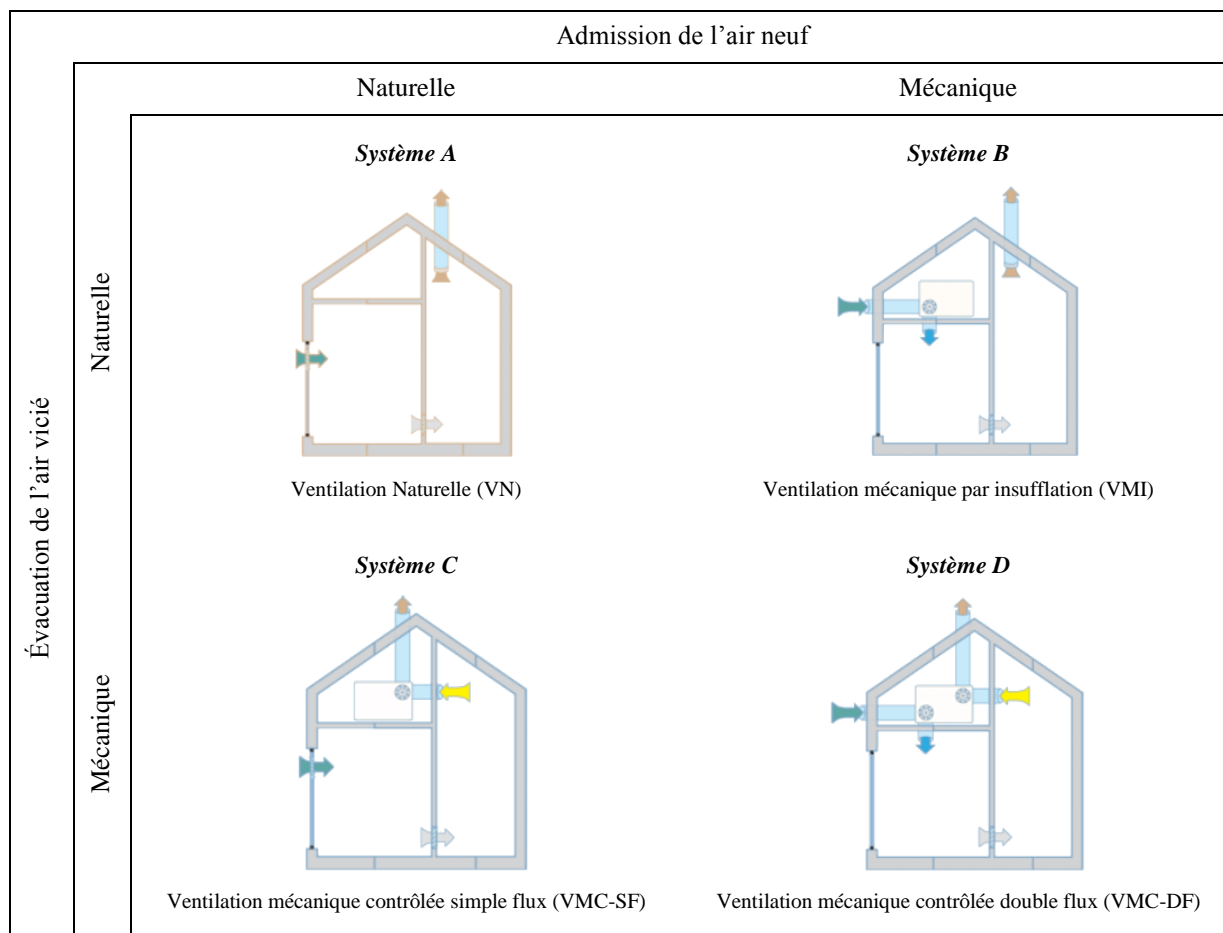 Admission de l’air neuf
Naturelle
Mécanique
Évacuation de l’air vicié
Naturelle
Système A
Système B
Ventilation Naturelle (VN)
Ventilation mécanique par insufflation (VMI)
Mécanique
Système C
Système D
Ventilation mécanique contrôlée simple flux (VMC-SF)
Ventilation mécanique contrôlée double flux (VMC-DF)